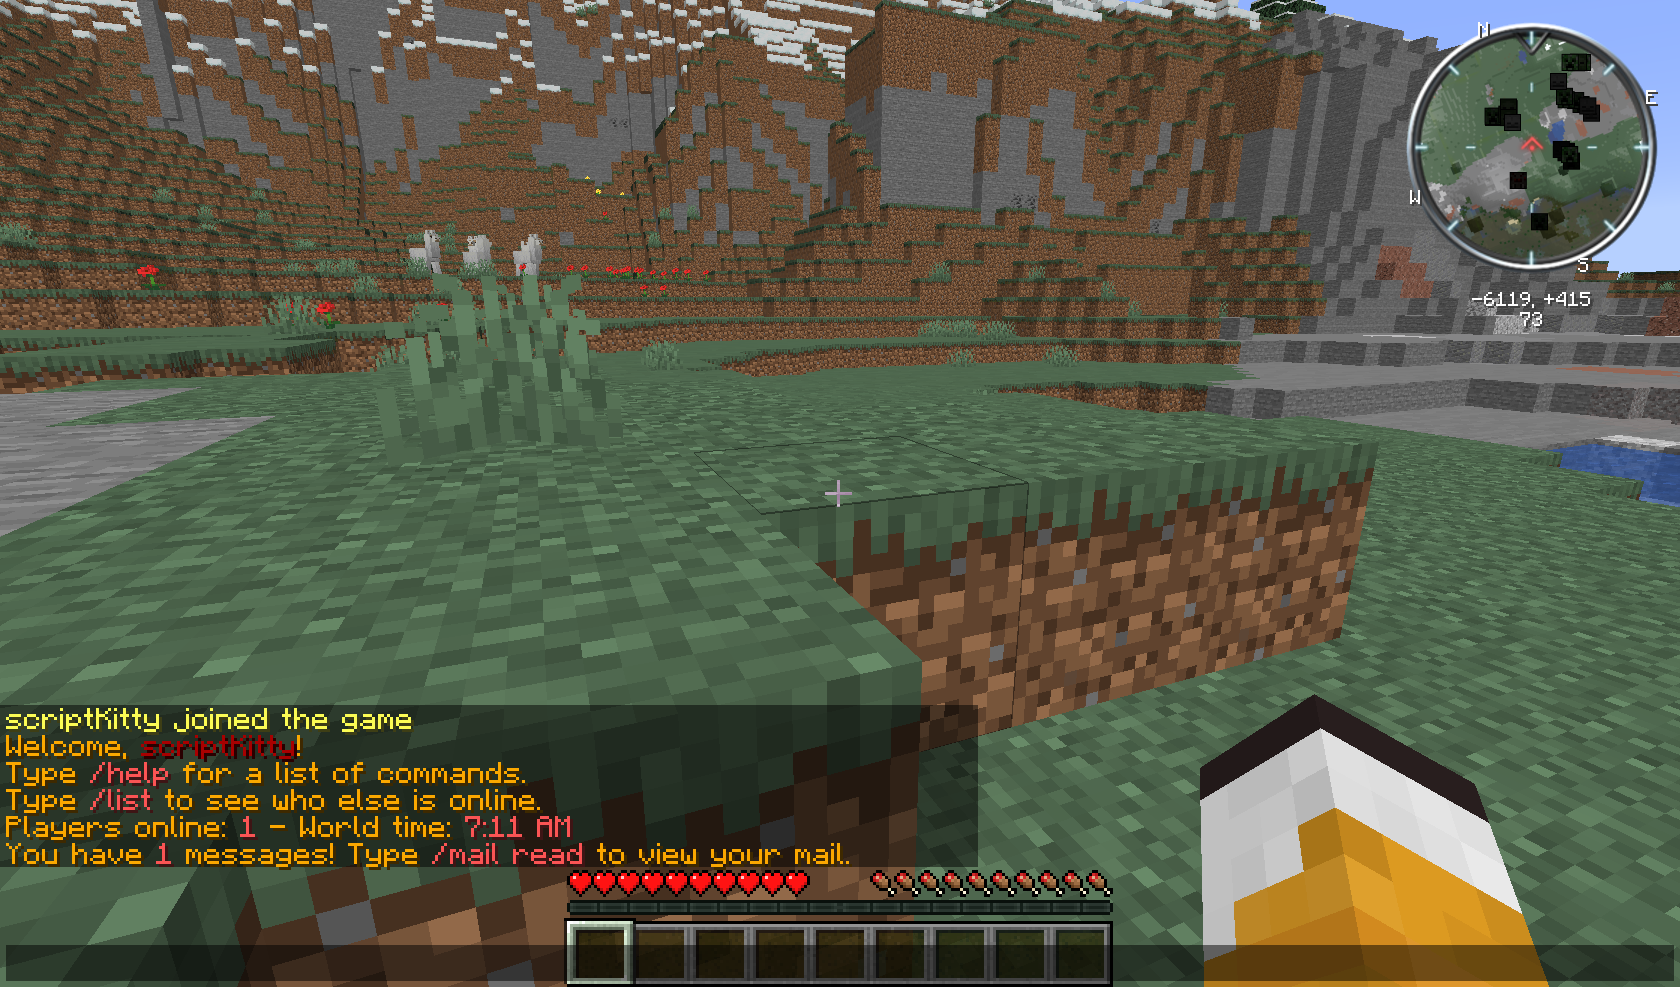 N
E
W
S
-6119, +415
73
scriptKitty joined the game
Welcome, scriptKitty!
Type /help for a list of commands.
Type /list to see who else is online.
Players online: 1 - World time: 7:11 AM
You have 1 messages! Type /mail read to view your mail.